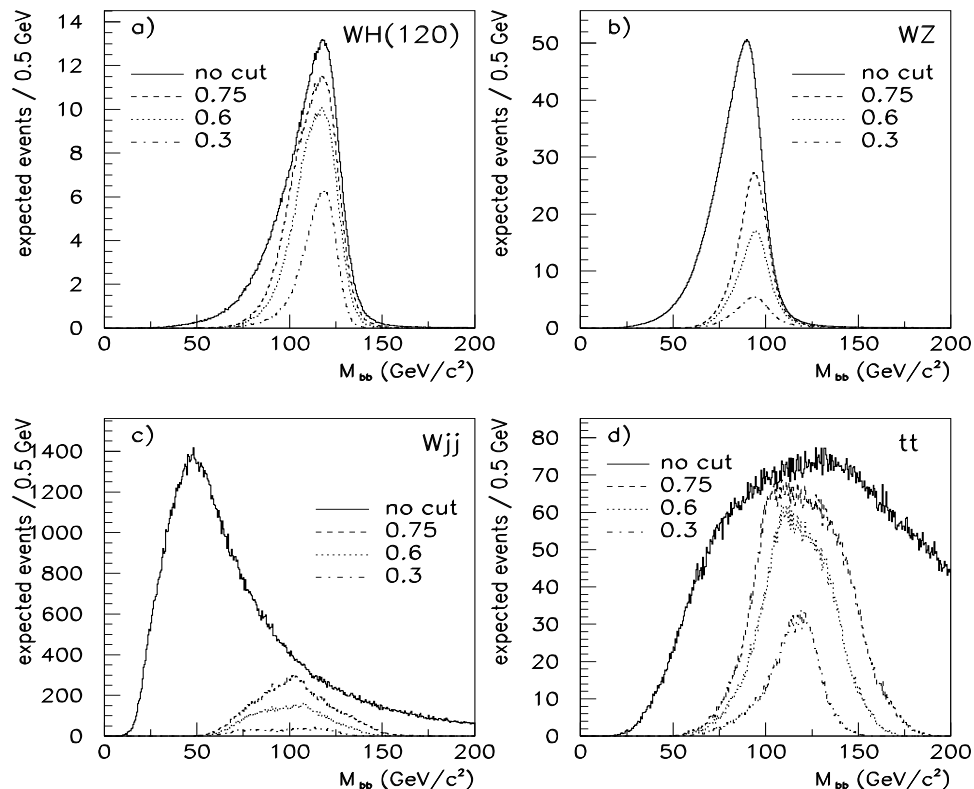 a)
WH(120)
expected events / 0.5 GeV
no cut
0.75
0.6
0.3
14
12
10
8
6
4
2
0
0 50 100 150 200
M_bb (GeV/c²)
b)
WZ
expected events / 0.5 GeV
no cut
0.75
0.6
0.3
50
40
30
20
10
0
0 50 100 150 200
M_bb (GeV/c²)
c)
Wjj
expected events / 0.5 GeV
no cut
0.75
0.6
0.3
1400
1200
1000
800
600
400
200
0
0 50 100 150 200
M_bb (GeV/c²)
d)
tt
expected events / 0.5 GeV
no cut
0.75
0.6
0.3
80
70
60
50
40
30
20
10
0
0 50 100 150 200
M_bb (GeV/c²)